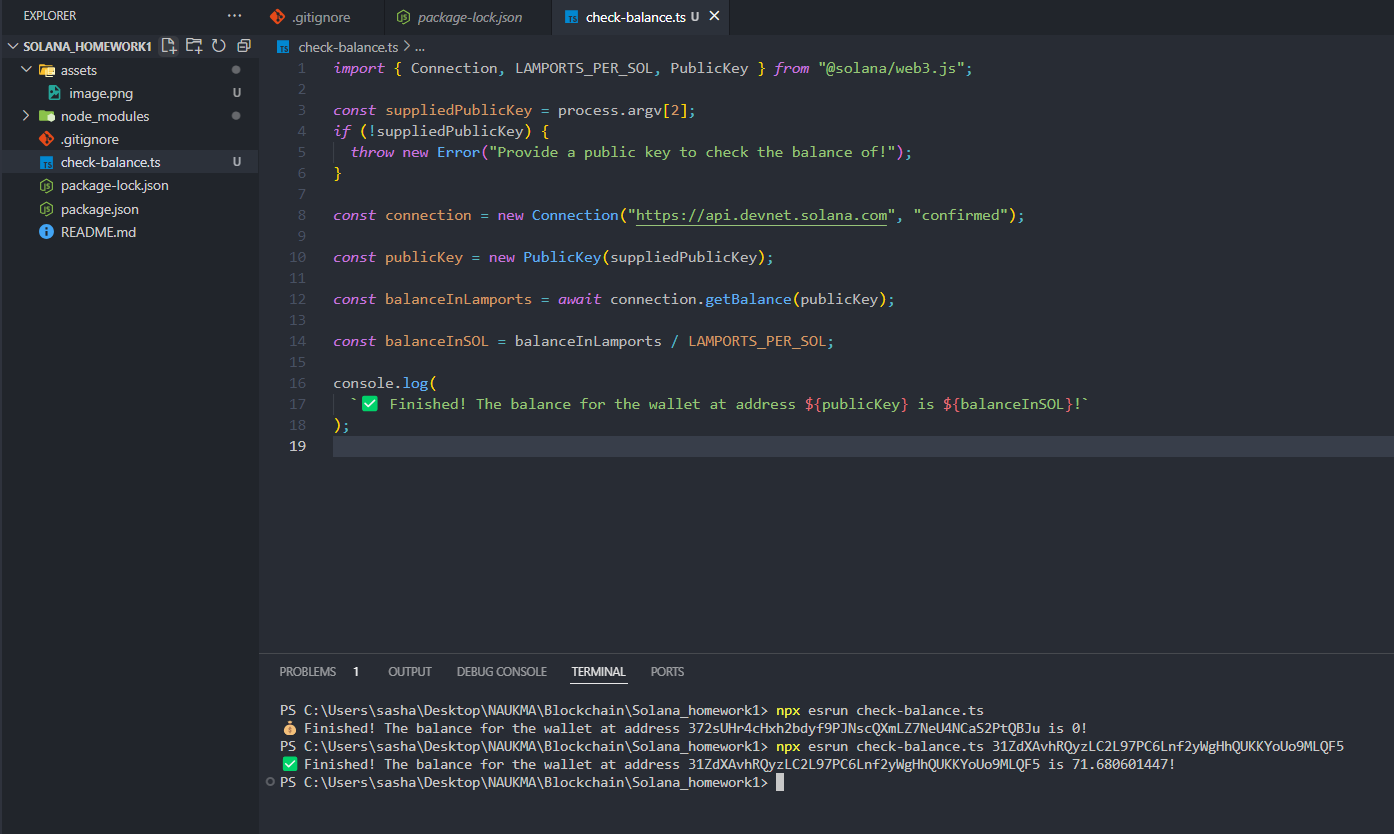 EXPLORER
SOLANA_HOMEWORK1
assets
image.png U
node_modules
.gitignore
check-balance.ts U
package-lock.json
package.json
README.md
.gitignore package-lock.json check-balance.ts U
check-balance.ts > ...
1 import { Connection, LAMPORTS_PER_SOL, PublicKey } from "@solana/web3.js";
2
3 const suppliedPublicKey = process.argv[2];
4 if (!suppliedPublicKey) {
5 throw new Error("Provide a public key to check the balance of!");
6 }
7
8 const connection = new Connection("https://api.devnet.solana.com", "confirmed");
9
10 const publicKey = new PublicKey(suppliedPublicKey);
11
12 const balanceInLamports = await connection.getBalance(publicKey);
13
14 const balanceInSOL = balanceInLamports / LAMPORTS_PER_SOL;
15
16 console.log(
17 `✅ Finished! The balance for the wallet at address ${publicKey} is ${balanceInSOL}!`
18 );
19
PROBLEMS 1 OUTPUT DEBUG CONSOLE TERMINAL PORTS
PS C:\Users\sasha\Desktop\NAUKMA\Blockchain\Solana_homework1> npx esrun check-balance.ts
💰 Finished! The balance for the wallet at address 372sUHr4cHxh2bdyf9PJNscQXmLZ7NeU4NCaS2PtQBJu is 0!
PS C:\Users\sasha\Desktop\NAUKMA\Blockchain\Solana_homework1> npx esrun check-balance.ts 31ZdXAvhRQyzLC2L97PC6Lnf2yWgHhQUKKYoUo9MLQF5
✅ Finished! The balance for the wallet at address 31ZdXAvhRQyzLC2L97PC6Lnf2yWgHhQUKKYoUo9MLQF5 is 71.680601447!
PS C:\Users\sasha\Desktop\NAUKMA\Blockchain\Solana_homework1>